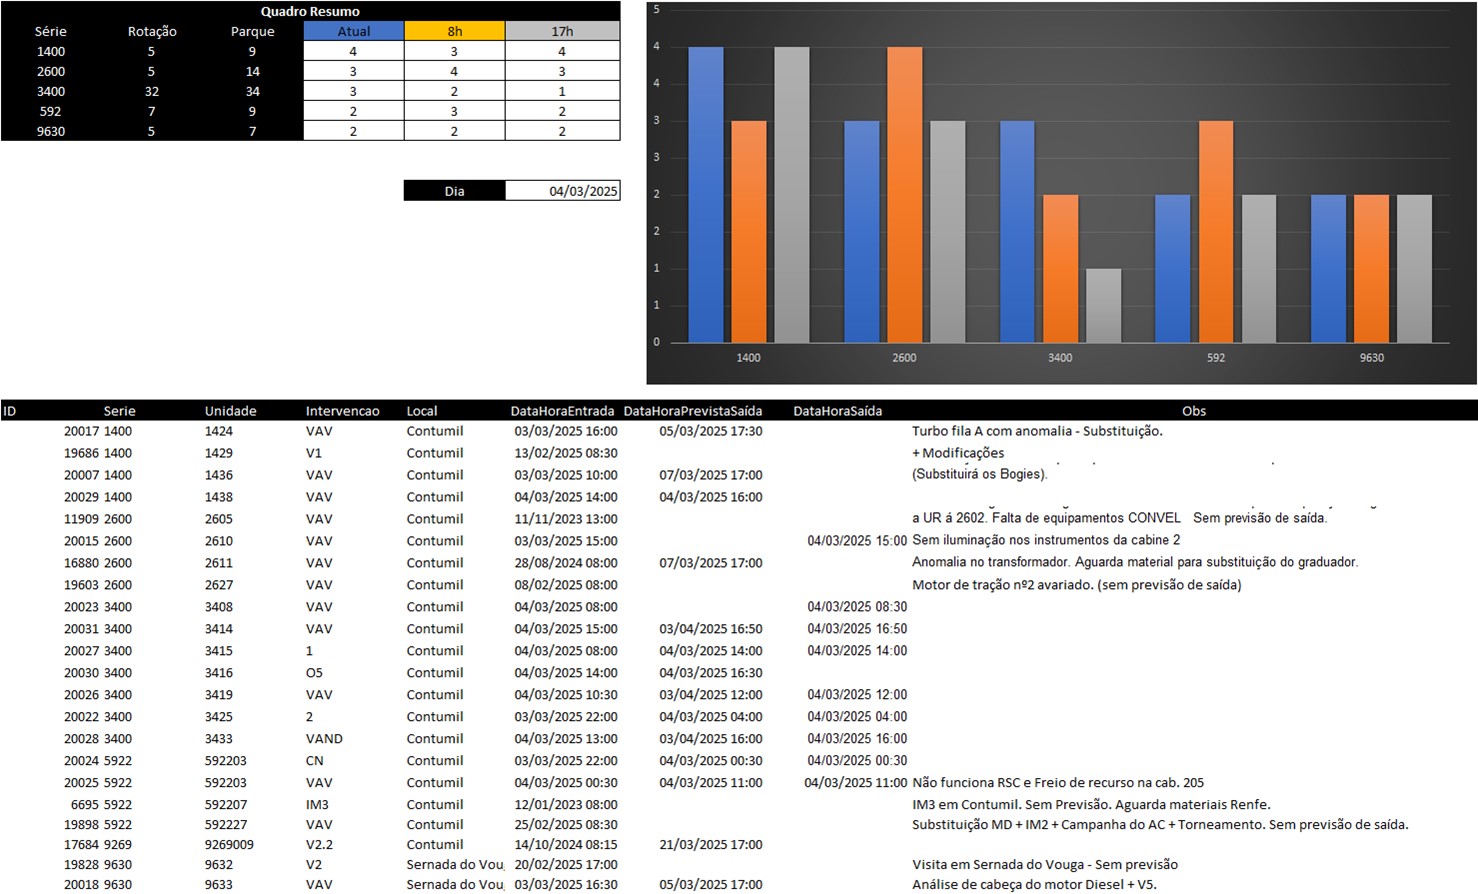 Quadro Resumo
Série Rotação Parque Atual 8h 17h
1400 5 9 4 3 4
2600 5 14 3 4 3
3400 32 34 3 2 1
592 7 9 2 3 2
9630 5 7 2 2 2
Dia 04/03/2025
5
4
4
3
3
2
2
1
1
0
1400 2600 3400 592 9630
ID Serie Unidade Intervencao Local DataHoraEntrada DataHoraPrevistaSaída DataHoraSaída Obs
20017 1400 1424 VAV Contumil 03/03/2025 16:00 05/03/2025 17:30 Turbo fila A com anomalia - Substituição.
19686 1400 1429 V1 Contumil 13/02/2025 08:30 + Modificações
20007 1400 1436 VAV Contumil 03/03/2025 10:00 07/03/2025 17:00 (Substituirá os Bogies).
20029 1400 1438 VAV Contumil 04/03/2025 14:00 04/03/2025 16:00
11909 2600 2605 VAV Contumil 11/11/2023 13:00 a UR á 2602. Falta de equipamentos CONVEL Sem previsão de saída.
20015 2600 2610 VAV Contumil 03/03/2025 15:00 04/03/2025 15:00 Sem iluminação nos instrumentos da cabine 2
16880 2600 2611 VAV Contumil 28/08/2024 08:00 07/03/2025 17:00 Anomalia no transformador. Aguarda material para substituição do graduador.
19603 2600 2627 VAV Contumil 08/02/2025 08:00 Motor de tração nº2 avariado. (sem previsão de saída)
20023 3400 3408 VAV Contumil 04/03/2025 08:00 04/03/2025 08:30
20031 3400 3414 VAV Contumil 04/03/2025 15:00 03/04/2025 16:50 04/03/2025 16:50
20027 3400 3415 1 Contumil 04/03/2025 08:00 04/03/2025 14:00 04/03/2025 14:00
20030 3400 3416 O5 Contumil 04/03/2025 14:00 04/03/2025 16:30
20026 3400 3419 VAV Contumil 04/03/2025 10:30 03/04/2025 12:00 04/03/2025 12:00
20022 3400 3425 2 Contumil 03/03/2025 22:00 04/03/2025 04:00 04/03/2025 04:00
20028 3400 3433 VAND Contumil 04/03/2025 13:00 03/04/2025 16:00 04/03/2025 16:00
20024 5922 592203 CN Contumil 03/03/2025 22:00 04/03/2025 00:30 04/03/2025 00:30
20025 5922 592203 VAV Contumil 04/03/2025 00:30 04/03/2025 11:00 04/03/2025 11:00 Não funciona RSC e Freio de recurso na cab. 205
6695 5922 592207 IM3 Contumil 12/01/2023 08:00 IM3 em Contumil. Sem Previsão. Aguarda materiais Renfe.
19898 5922 592227 VAV Contumil 25/02/2025 08:30 Substituição MD + IM2 + Campanha do AC + Torneamento. Sem previsão de saída.
17684 9269 9269009 V2.2 Contumil 14/10/2024 08:15 21/03/2025 17:00
19828 9630 9632 V2 Sernada do Vou 20/02/2025 17:00 Visita em Sernada do Vouga - Sem previsão
20018 9630 9633 VAV Sernada do Vou 03/03/2025 16:30 05/03/2025 17:00 Análise de cabeça do motor Diesel + V5.